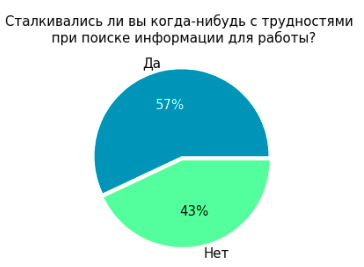 Сталкивались ли вы когда-нибудь с трудностями
при поиске информации для работы?
Да
57%
43%
Нет